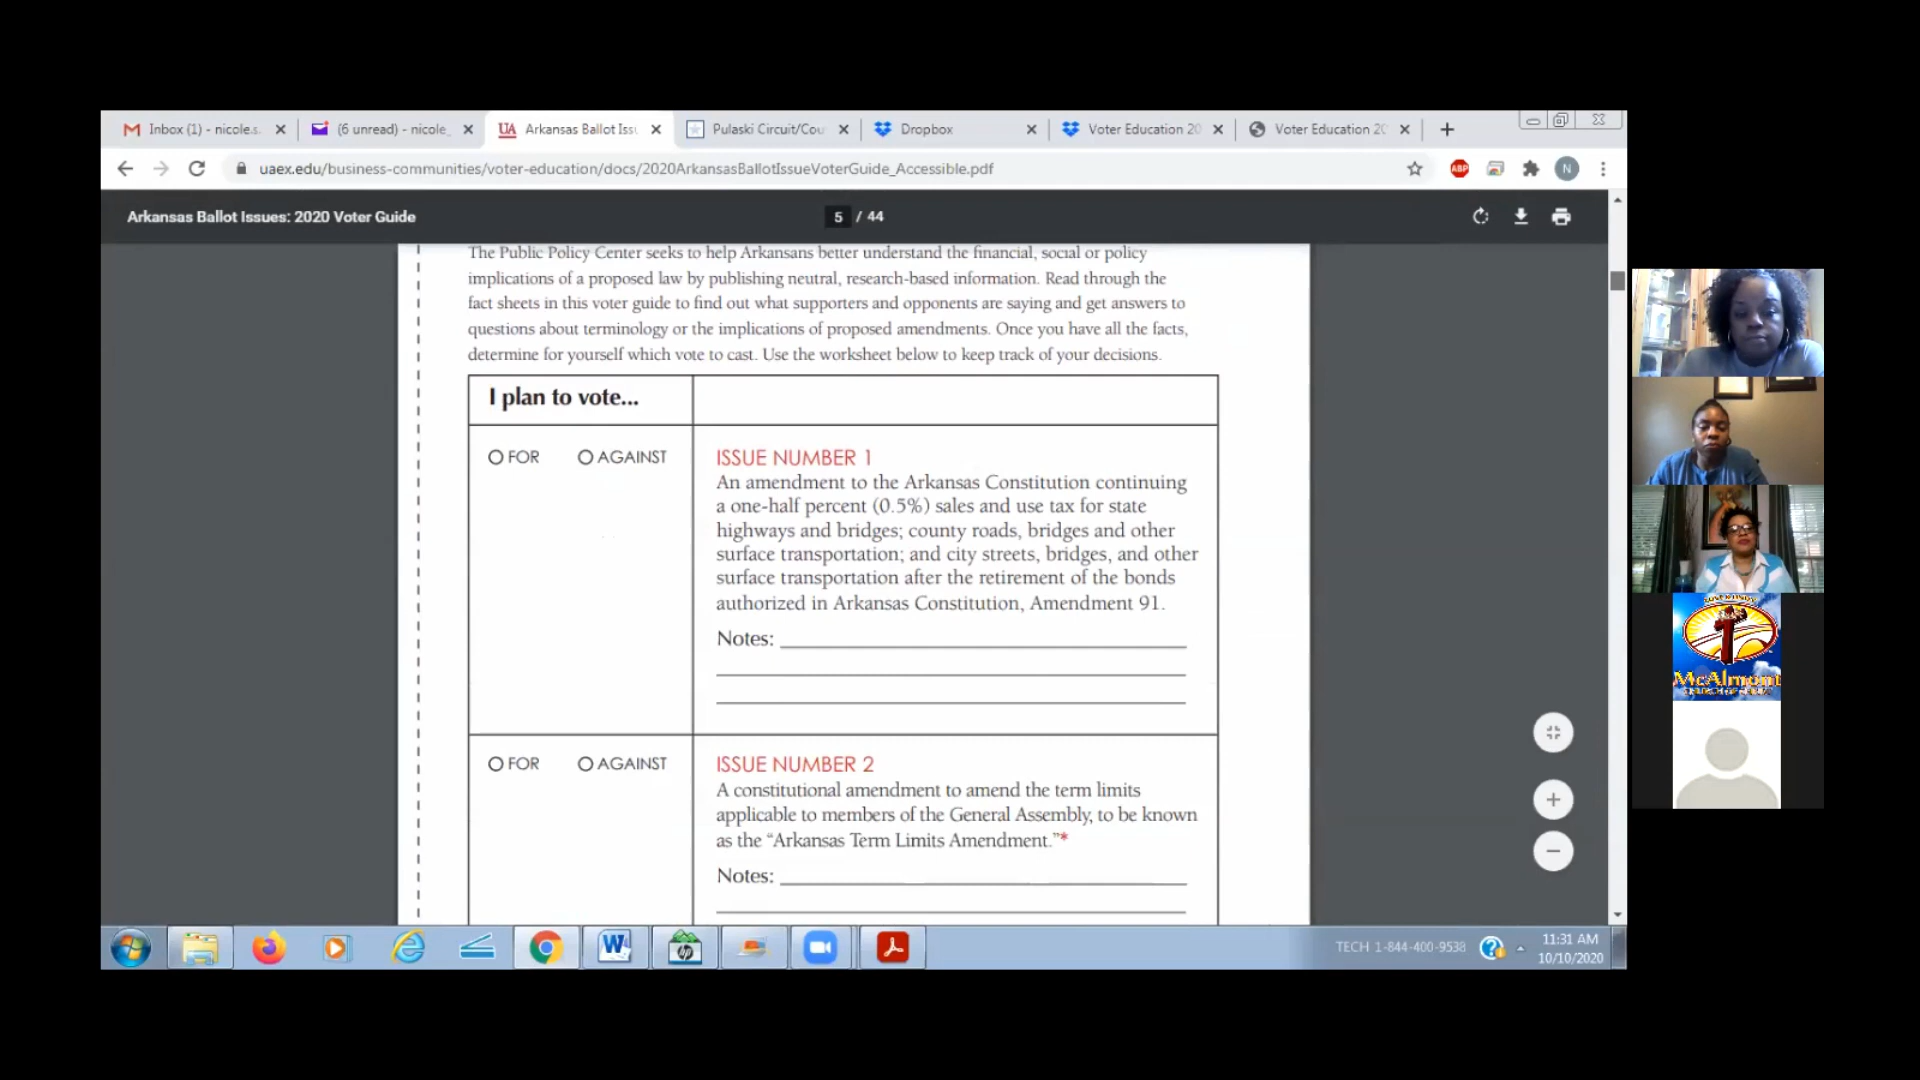 Inbox (1) - nicole.s.
(6 unread) - nicole_
UA Arkansas Ballot Issu
Pulaski Circuit/Cou
Dropbox
Voter Education 20
Voter Education 20
uaex.edu/business-communities/voter-education/docs/2020ArkansasBallotIssueVoterGuide_Accessible.pdf
ABP
N
Arkansas Ballot Issues: 2020 Voter Guide
5 / 44
The Public Policy Center seeks to help Arkansans better understand the financial, social or policy
implications of a proposed law by publishing neutral, research-based information. Read through the
fact sheets in this voter guide to find out what supporters and opponents are saying and get answers to
questions about terminology or the implications of proposed amendments. Once you have all the facts,
determine for yourself which vote to cast. Use the worksheet below to keep track of your decisions.
I plan to vote...
FOR AGAINST
ISSUE NUMBER 1
An amendment to the Arkansas Constitution continuing
a one-half percent (0.5%) sales and use tax for state
highways and bridges; county roads, bridges and other
surface transportation; and city streets, bridges, and other
surface transportation after the retirement of the bonds
authorized in Arkansas Constitution, Amendment 91.
Notes:
FOR AGAINST
ISSUE NUMBER 2
A constitutional amendment to amend the term limits
applicable to members of the General Assembly, to be known
as the “Arkansas Term Limits Amendment.”*
Notes:
McAlmont
TECH 1-844-400-9538
11:31 AM
10/10/2020